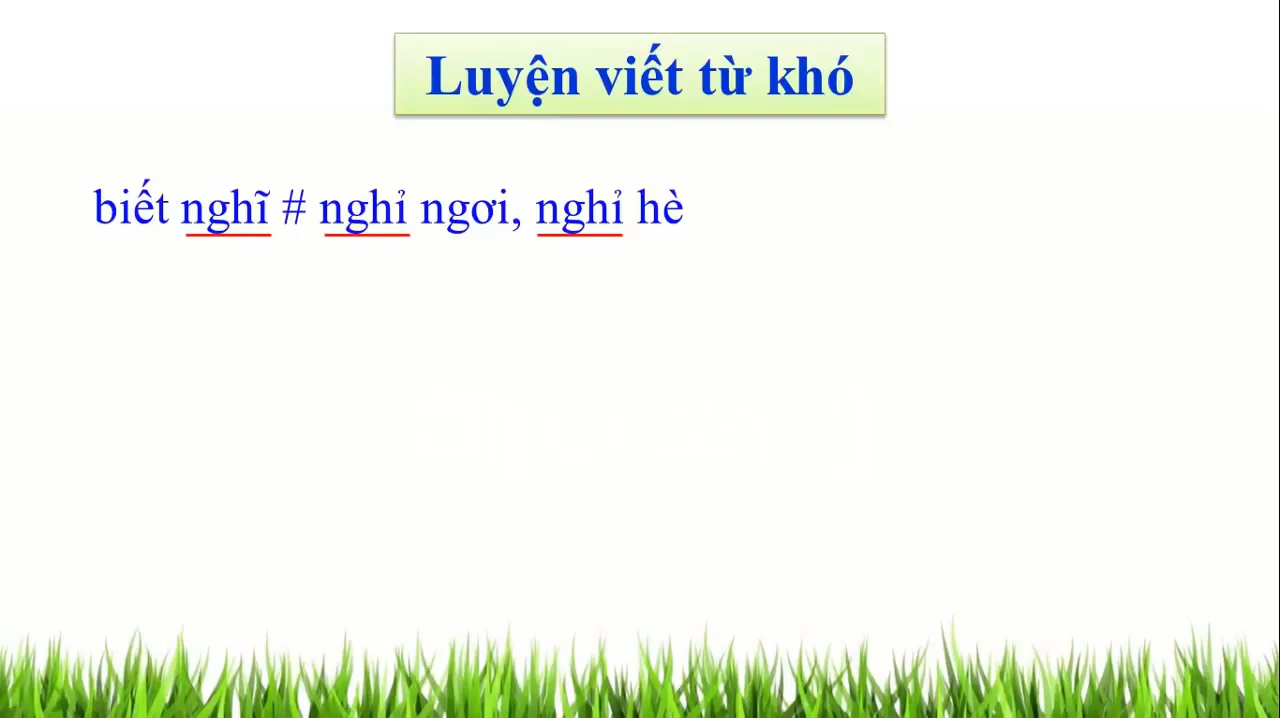 Luyện viết từ khó
biết nghĩ # nghỉ ngơi, nghỉ hè